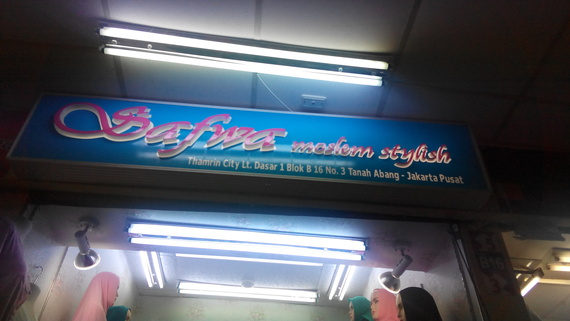 Safwa moslem stylish
Thamrin City Lt. Dasar 1 Blok B 16 No. 3 Tanah Abang - Jakarta Pusat